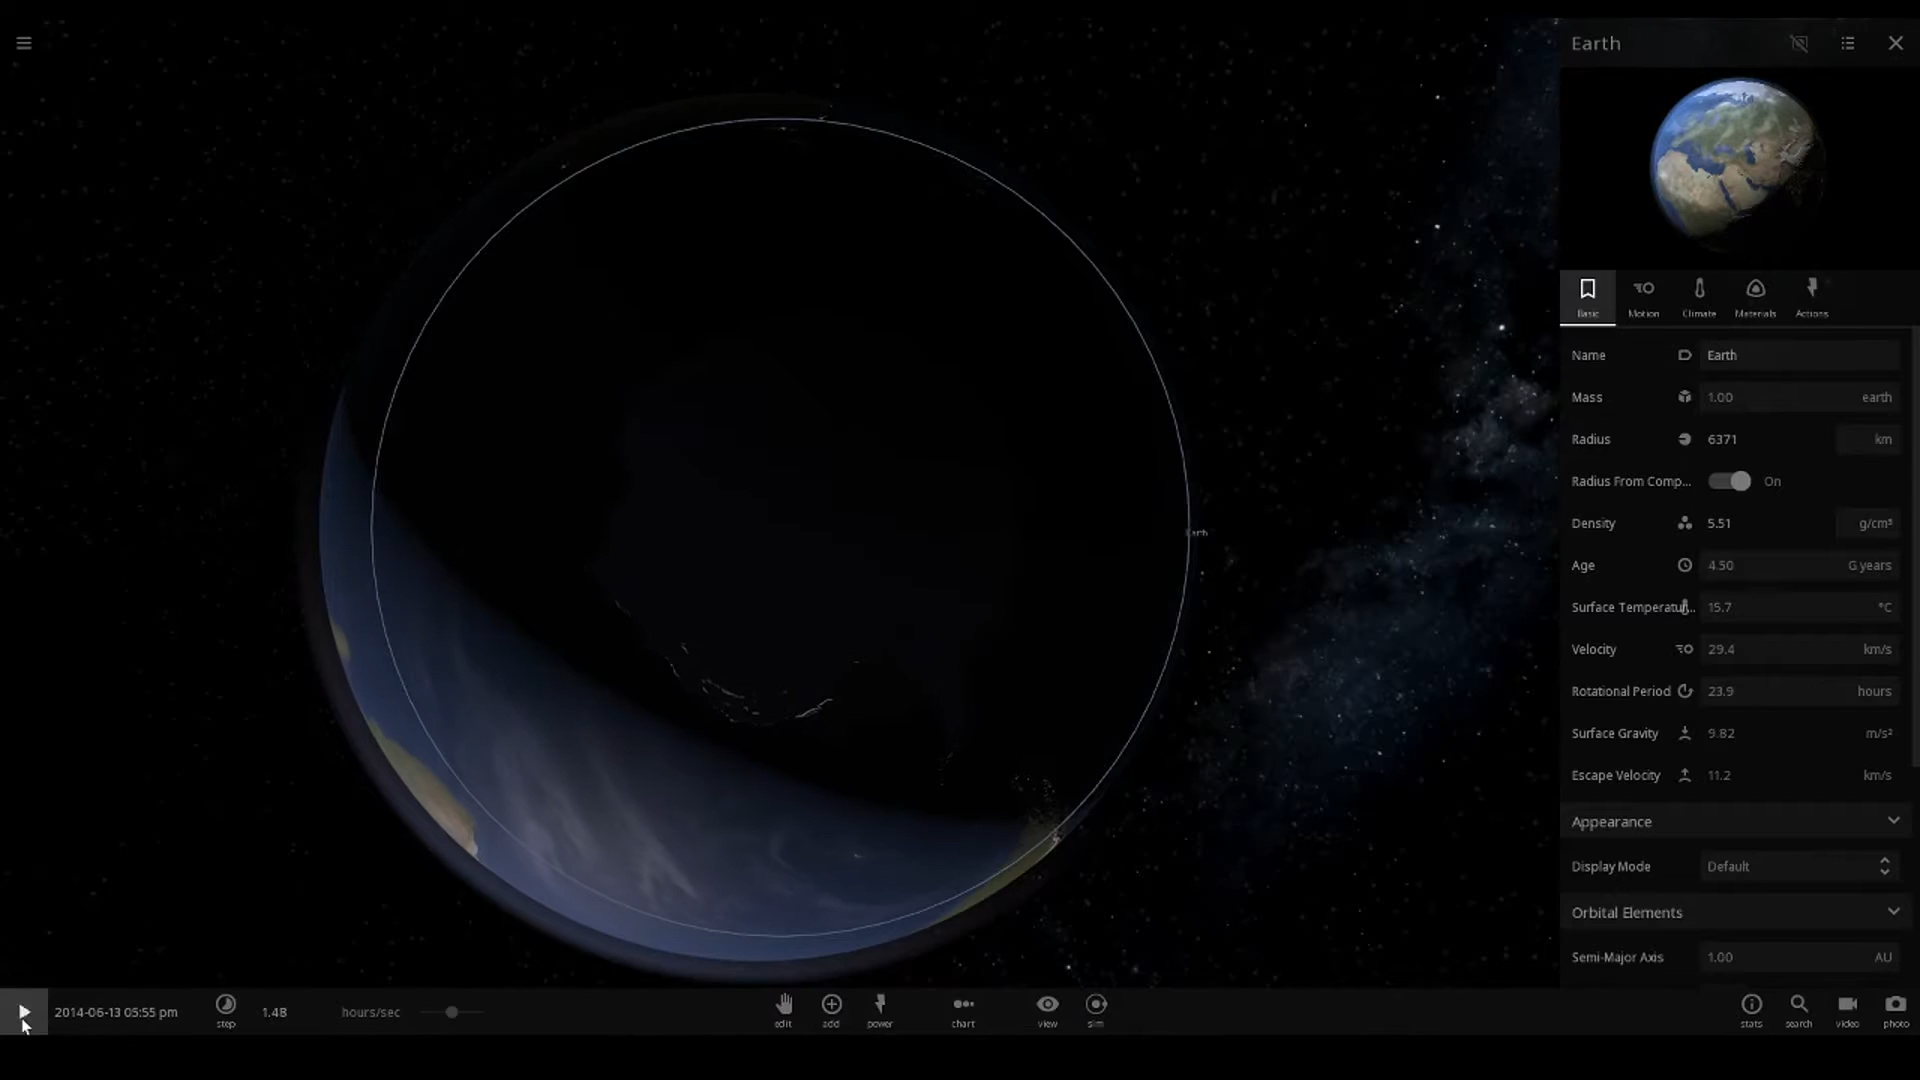 Earth
Basic
Motion
Climate
Materials
Actions
Name Earth
Mass 1.00 earth
Radius 6371 km
Radius From Comp... On
Earth
Density 5.51 g/cm³
Age 4.50 G years
Surface Temperatur... 15.7 °C
Velocity 29.4 km/s
Rotational Period 23.9 hours
Surface Gravity 9.82 m/s²
Escape Velocity 11.2 km/s
Appearance
Display Mode Default
Orbital Elements
Semi-Major Axis 1.00 AU
2014-06-13 05:55 pm
step
1.48 hours/sec
edit
add
power
chart
view
sim
stats
search
video
photo